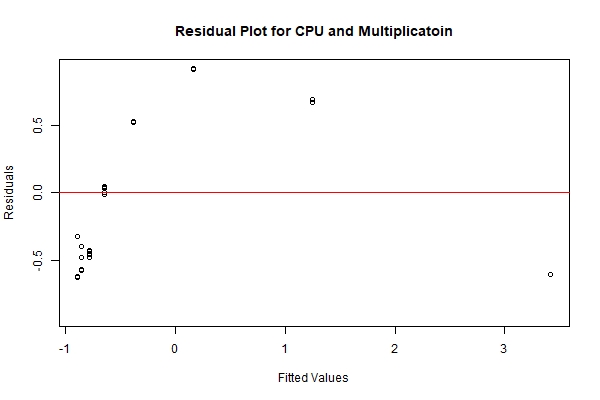 Residual Plot for CPU and Multiplicatoin
Residuals
0.5
0.0
-0.5
-1 0 1 2 3
Fitted Values